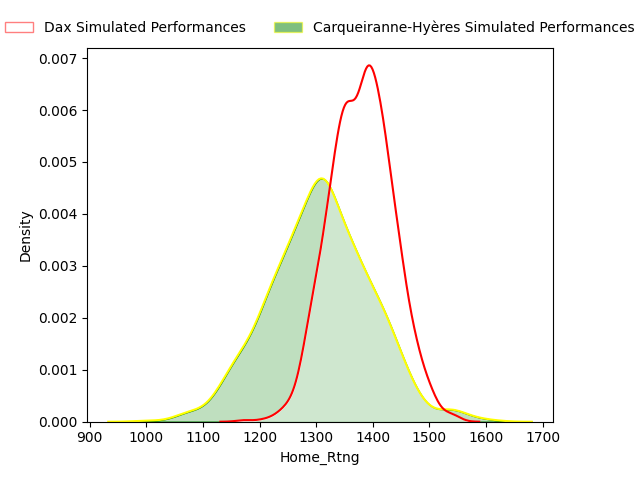 Dax Simulated Performances
Carqueiranne-Hyères Simulated Performances
0.007
0.006
0.005
0.004
0.003
0.002
0.001
0.000
Density
900 1000 1100 1200 1300 1400 1500 1600 1700
Home_Rtng